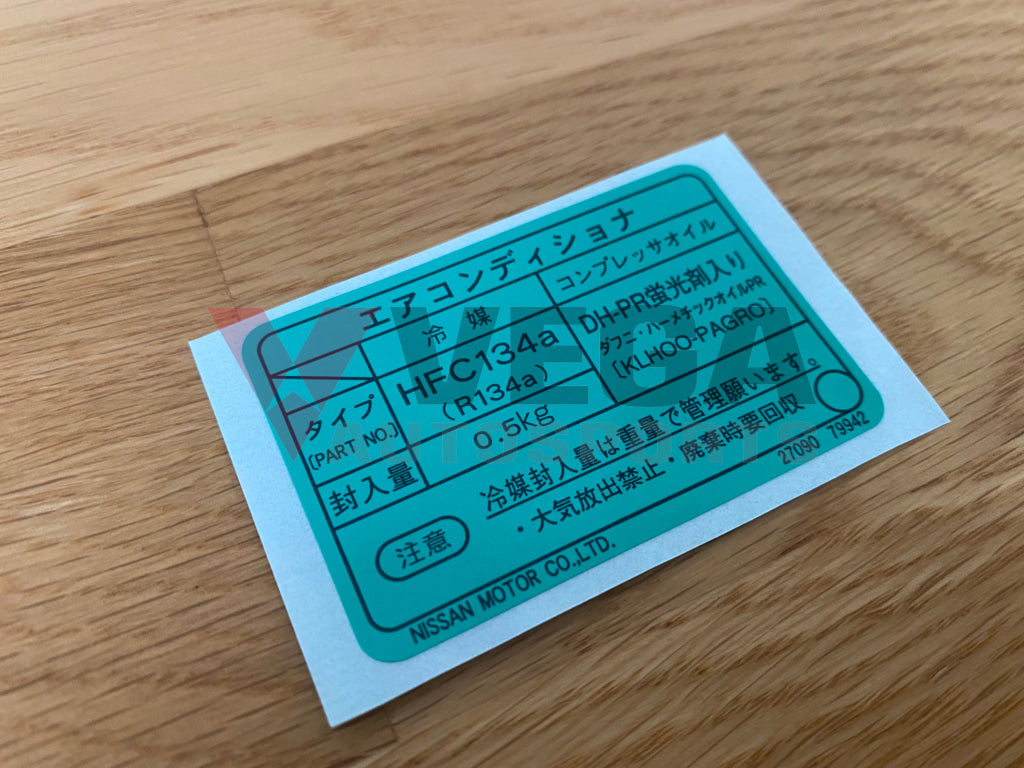 エアコンディショナ
冷媒
コンプレッサオイル
タイプ
(PART NO.)
HFC134a
(R134a)
DH-PR蛍光剤入り
ダフニ ハーメチックオイルPR
[KLHOO-PAGRO]
封入量
0.5kg
注意
冷媒封入量は重量で管理願います。
・大気放出禁止・廃棄時要回収
NISSAN MOTOR CO.,LTD.
27090 79942
VEGA
AUTOSPORTS